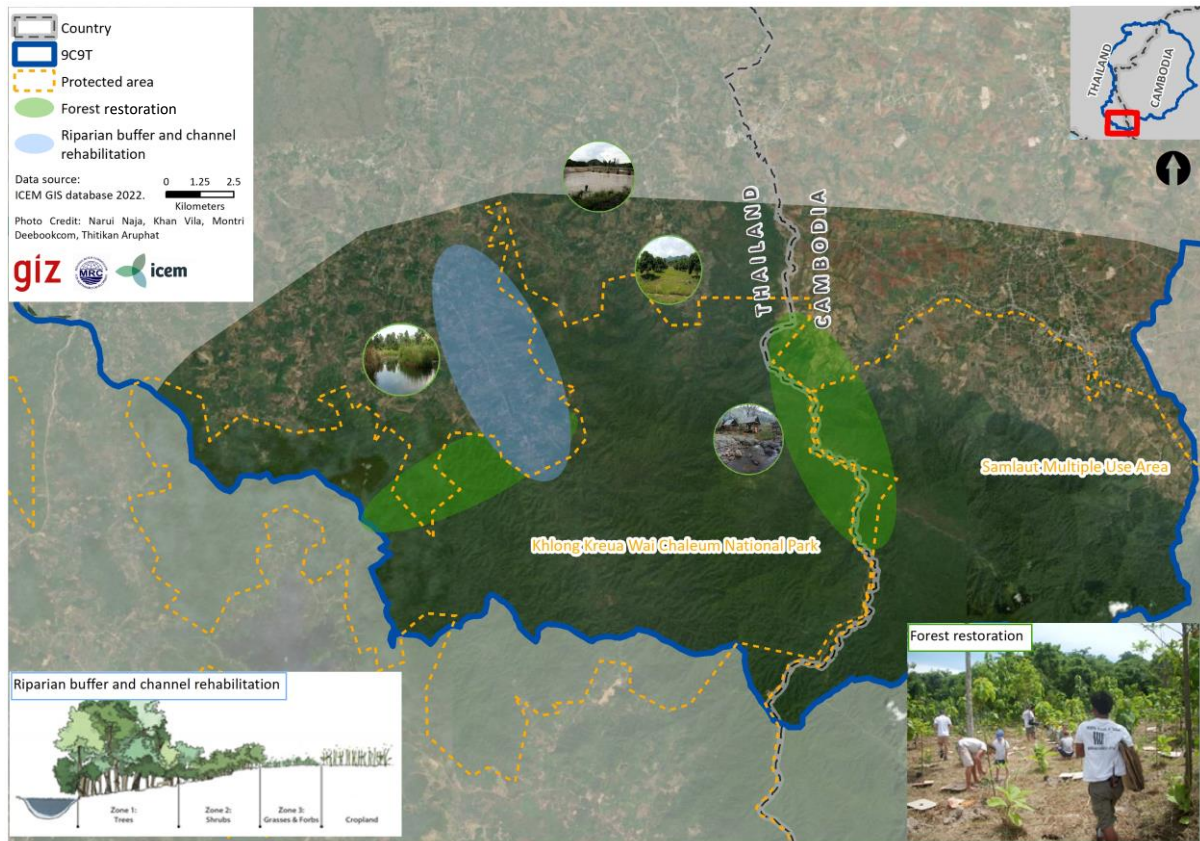 Country
9C9T
Protected area
Forest restoration
Riparian buffer and channel
rehabilitation
Data source:
ICEM GIS database 2022.
0 1.25 2.5
Kilometers
Photo Credit: Narui Naja, Khan Vila, Montri
Deebookcom, Thitikan Aruphat
giz
MRC
icem
THAILAND
CAMBODIA
THAILAND
CAMBODIA
Samlaut Multiple Use Area
Khlong Kreua Wai Chaleum National Park
Riparian buffer and channel rehabilitation
Zone 1:
Trees
Zone 2:
Shrubs
Zone 3:
Grasses & Forbs
Cropland
Forest restoration